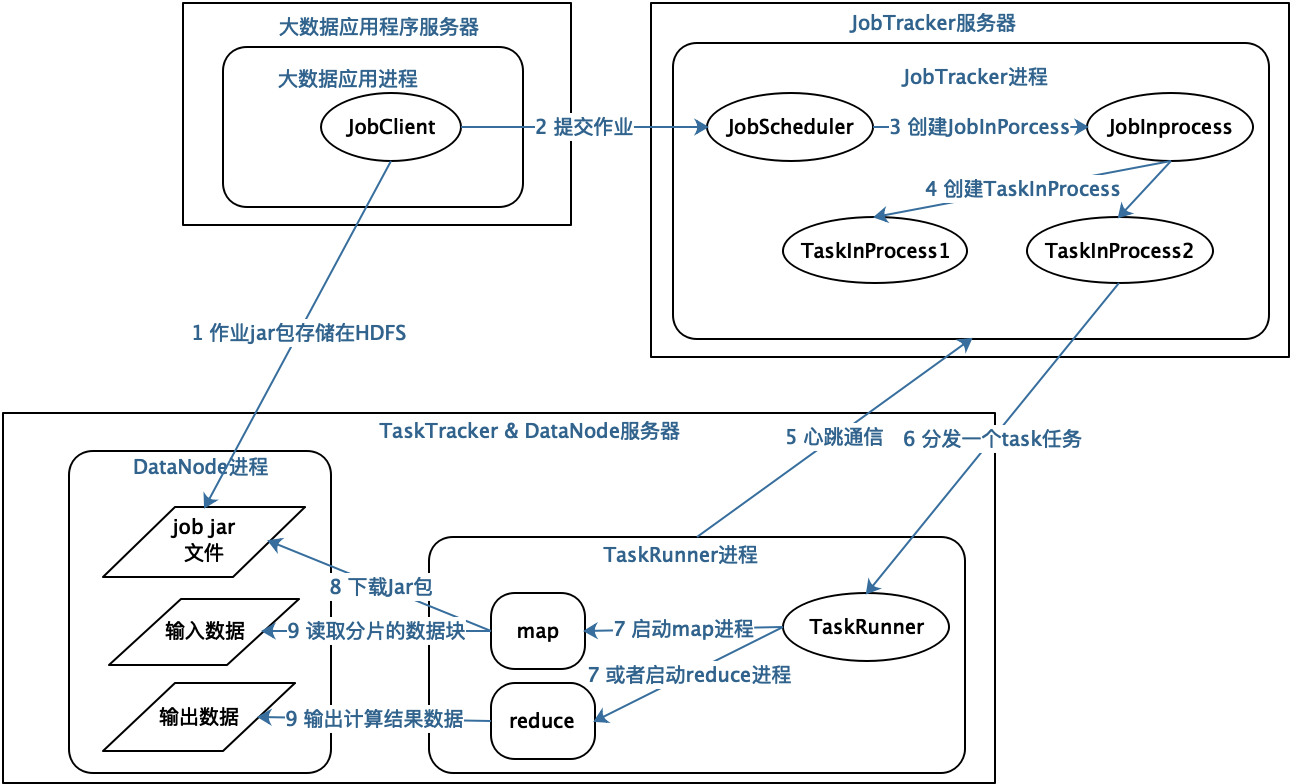 大数据应用程序服务器
大数据应用进程
JobClient
2 提交作业
JobTracker服务器
JobTracker进程
JobScheduler
3 创建JobInPorcess
JobInprocess
4 创建TaskInProcess
TaskInProcess1
TaskInProcess2
1 作业jar包存储在HDFS
TaskTracker & DataNode服务器
5 心跳通信
6 分发一个task任务
DataNode进程
job jar
文件
输入数据
输出数据
8 下载Jar包
9 读取分片的数据块
9 输出计算结果数据
TaskRunner进程
map
reduce
7 启动map进程
7 或者启动reduce进程
TaskRunner